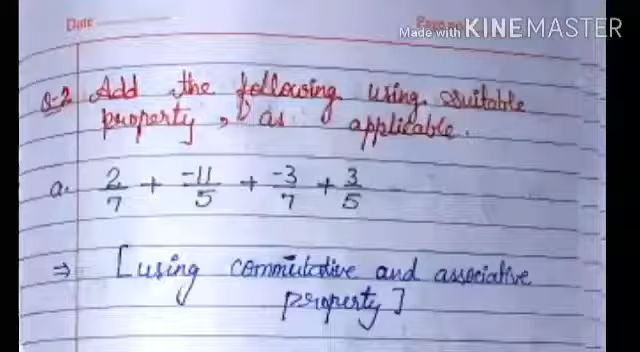 Date
Made with KINEMASTER
Q-2 Add the following using suitable
property, as applicable.
a. 2/7 + -11/5 + -3/7 + 3/5
⇒ [using commutative and associative
property]